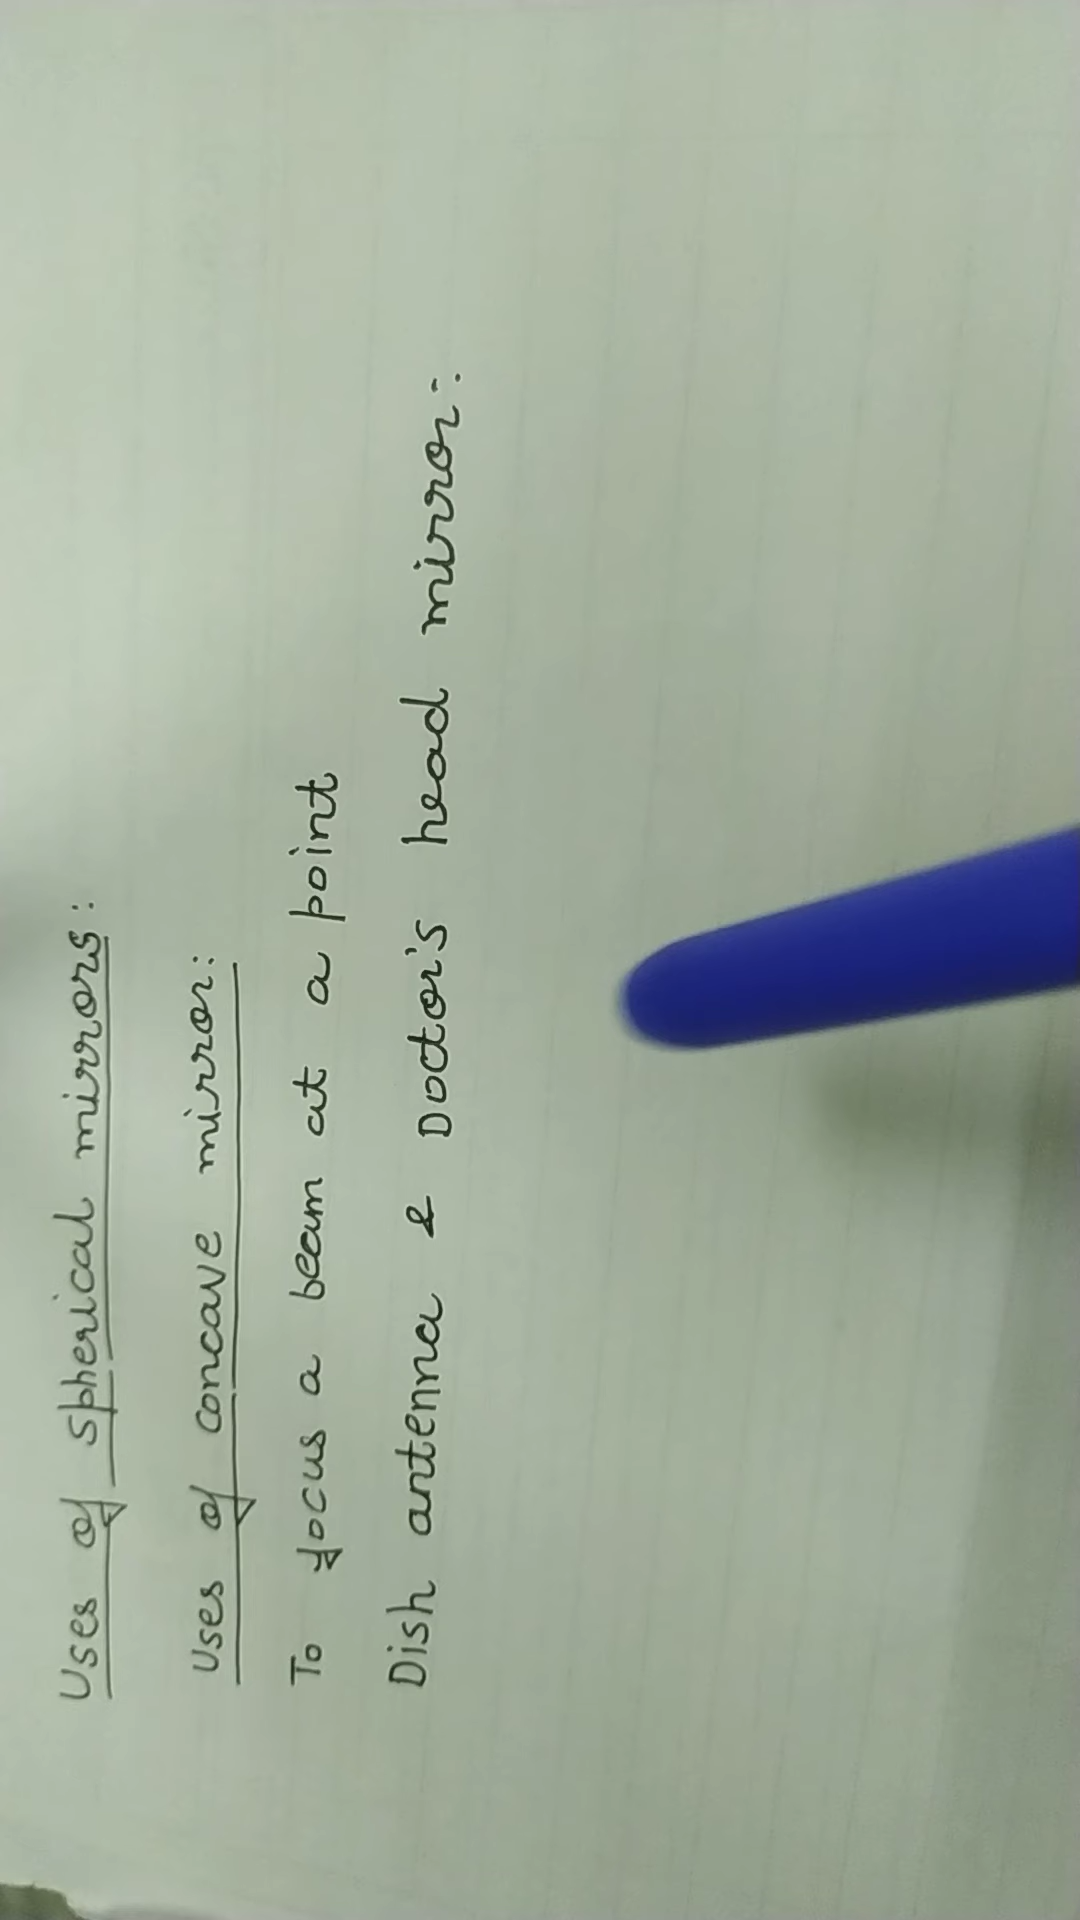 Uses of spherical mirrors:
Uses of concave mirror:
To focus a beam at a point
Dish antenna & Doctor's head mirror:-